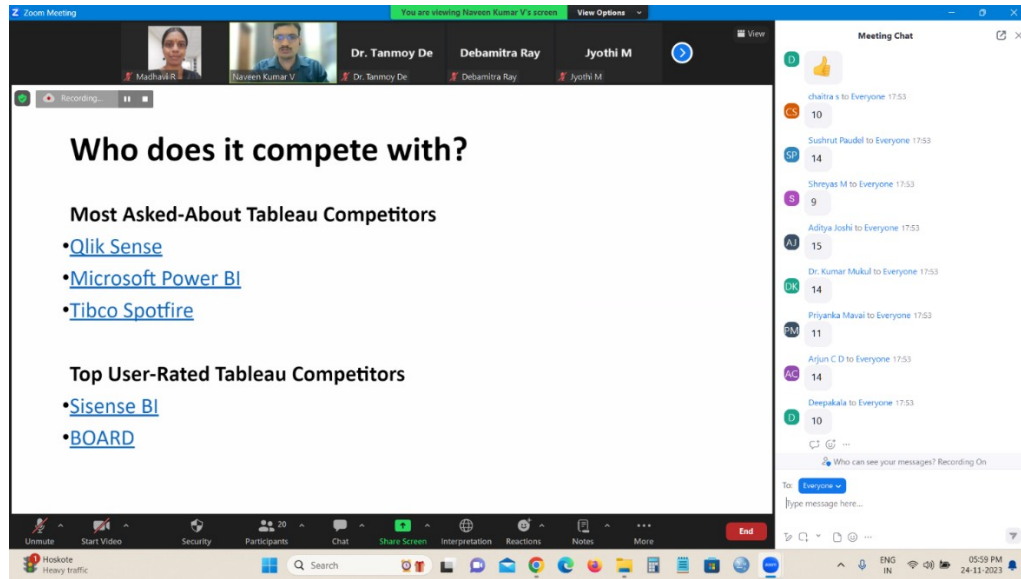 Zoom Meeting
You are viewing Naveen Kumar V's screen
View Options
View
Madhavi R
Naveen Kumar V
Dr. Tanmoy De
Dr. Tanmoy De
Debamitra Ray
Debamitra Ray
Jyothi M
Jyothi M
Recording...
Who does it compete with?
Most Asked-About Tableau Competitors
•Qlik Sense
•Microsoft Power BI
•Tibco Spotfire
Top User-Rated Tableau Competitors
•Sisense BI
•BOARD
Meeting Chat
D
chaitra s to Everyone 17:53
CS
10
Sushrut Paudel to Everyone 17:53
SP
14
Shreyas M to Everyone 17:53
S
9
Aditya Joshi to Everyone 17:53
AJ
15
Dr. Kumar Mukul to Everyone 17:53
DK
14
Priyanka Mavai to Everyone 17:53
PM
11
Arjun C D to Everyone 17:53
AC
14
Deepakala to Everyone 17:53
D
10
Who can see your messages? Recording On
To: Everyone
Type message here...
Unmute
Start Video
Security
Participants
20
Chat
Share Screen
Interpretation
Reactions
Notes
More
End
Hoskote
Heavy traffic
Search
ENG
IN
05:59 PM
24-11-2023